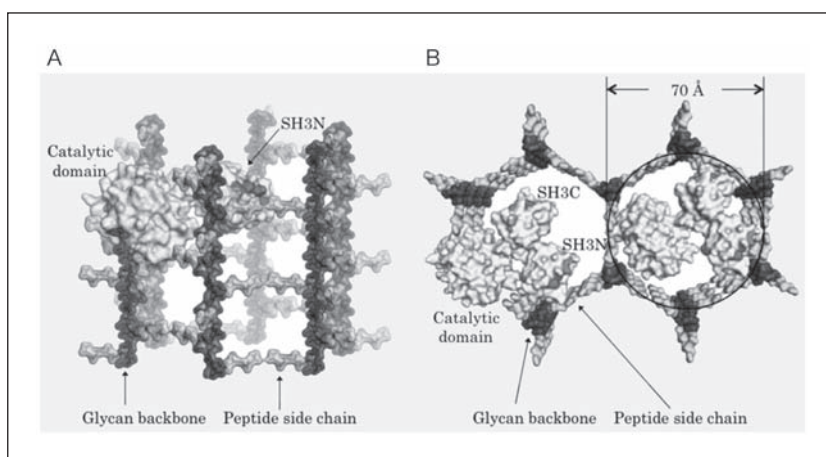 A
SH3N
Catalytic
domain
Glycan backbone
Peptide side chain
B
70 Å
SH3C
SH3N
Catalytic
domain
Glycan backbone
Peptide side chain